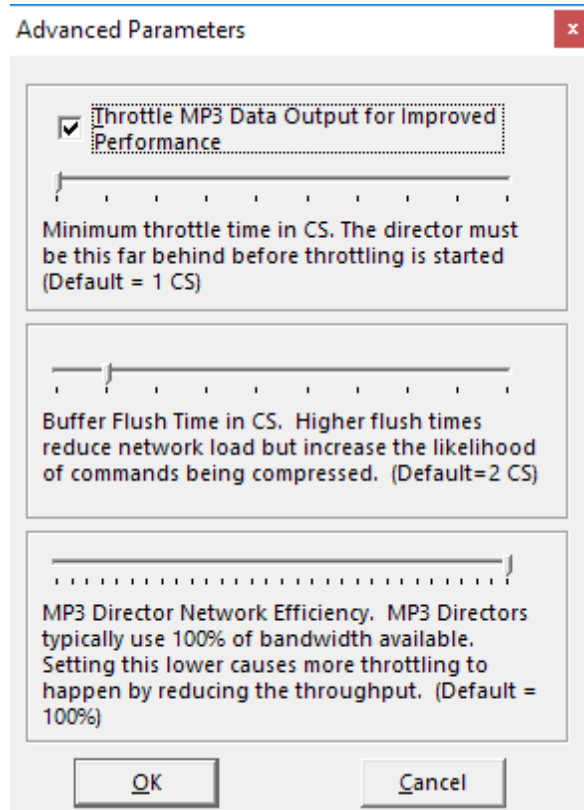 Advanced Parameters
x
Throttle MP3 Data Output for Improved
Performance
Minimum throttle time in CS. The director must
be this far behind before throttling is started
(Default = 1 CS)
Buffer Flush Time in CS.  Higher flush times
reduce network load but increase the likelihood
of commands being compressed.  (Default=2 CS)
MP3 Director Network Efficiency.  MP3 Directors
typically use 100% of bandwidth available.
Setting this lower causes more throttling to
happen by reducing the throughput.  (Default =
100%)
OK
Cancel